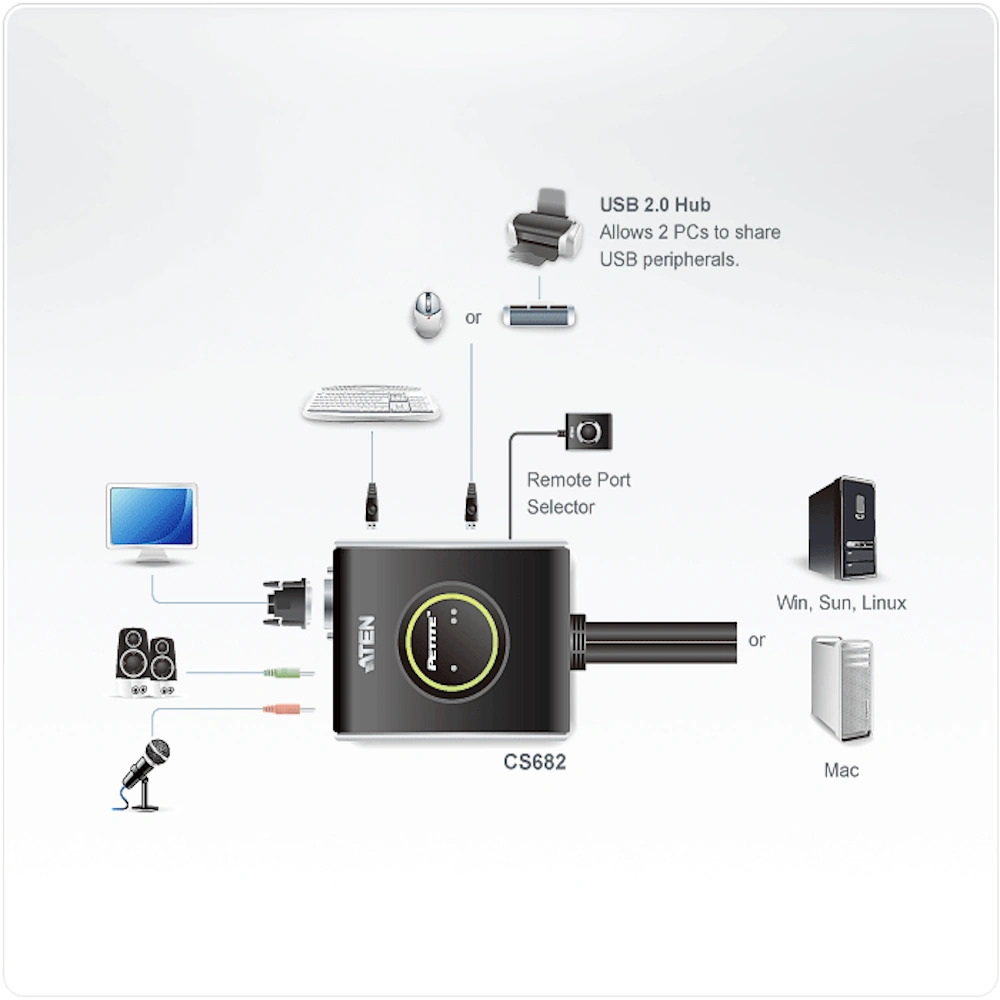 USB 2.0 Hub
Allows 2 PCs to share
USB peripherals.
or
Remote Port
Selector
Win, Sun, Linux
ATEN
PETITE
or
CS682
Mac